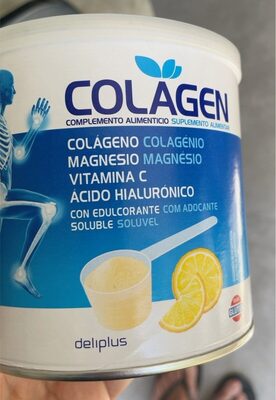 COLAGEN
COMPLEMENTO ALIMENTICIO SUPLEMENTO ALIMENTAR
COLÁGENO COLAGÉNIO
MAGNESIO MAGNÉSIO
VITAMINA C
ÁCIDO HIALURÓNICO
CON EDULCORANTE COM ADOÇANTE
SOLUBLE SOLÚVEL
deliplus